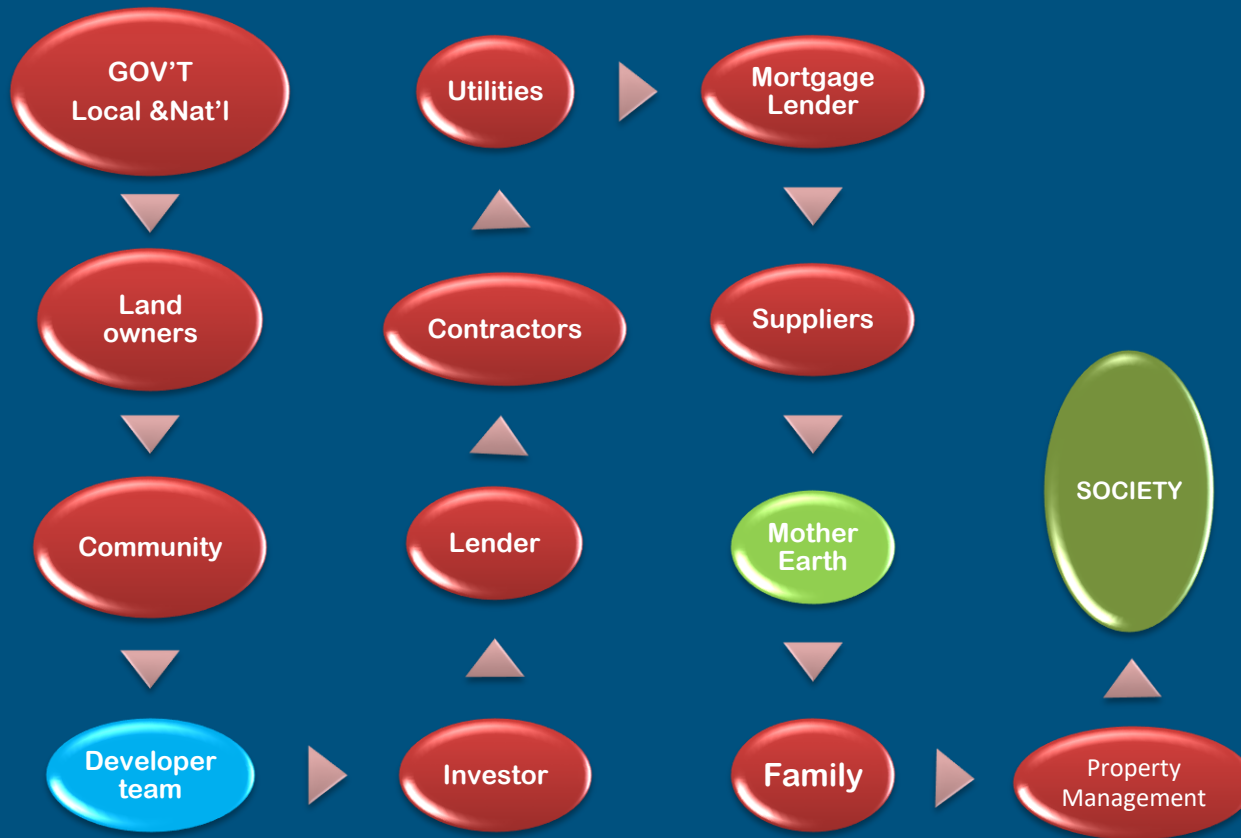 GOV’T
Local &Nat’l
Land
owners
Community
Developer
team
Investor
Lender
Contractors
Utilities
Mortgage
Lender
Suppliers
Mother
Earth
Family
Property
Management
SOCIETY